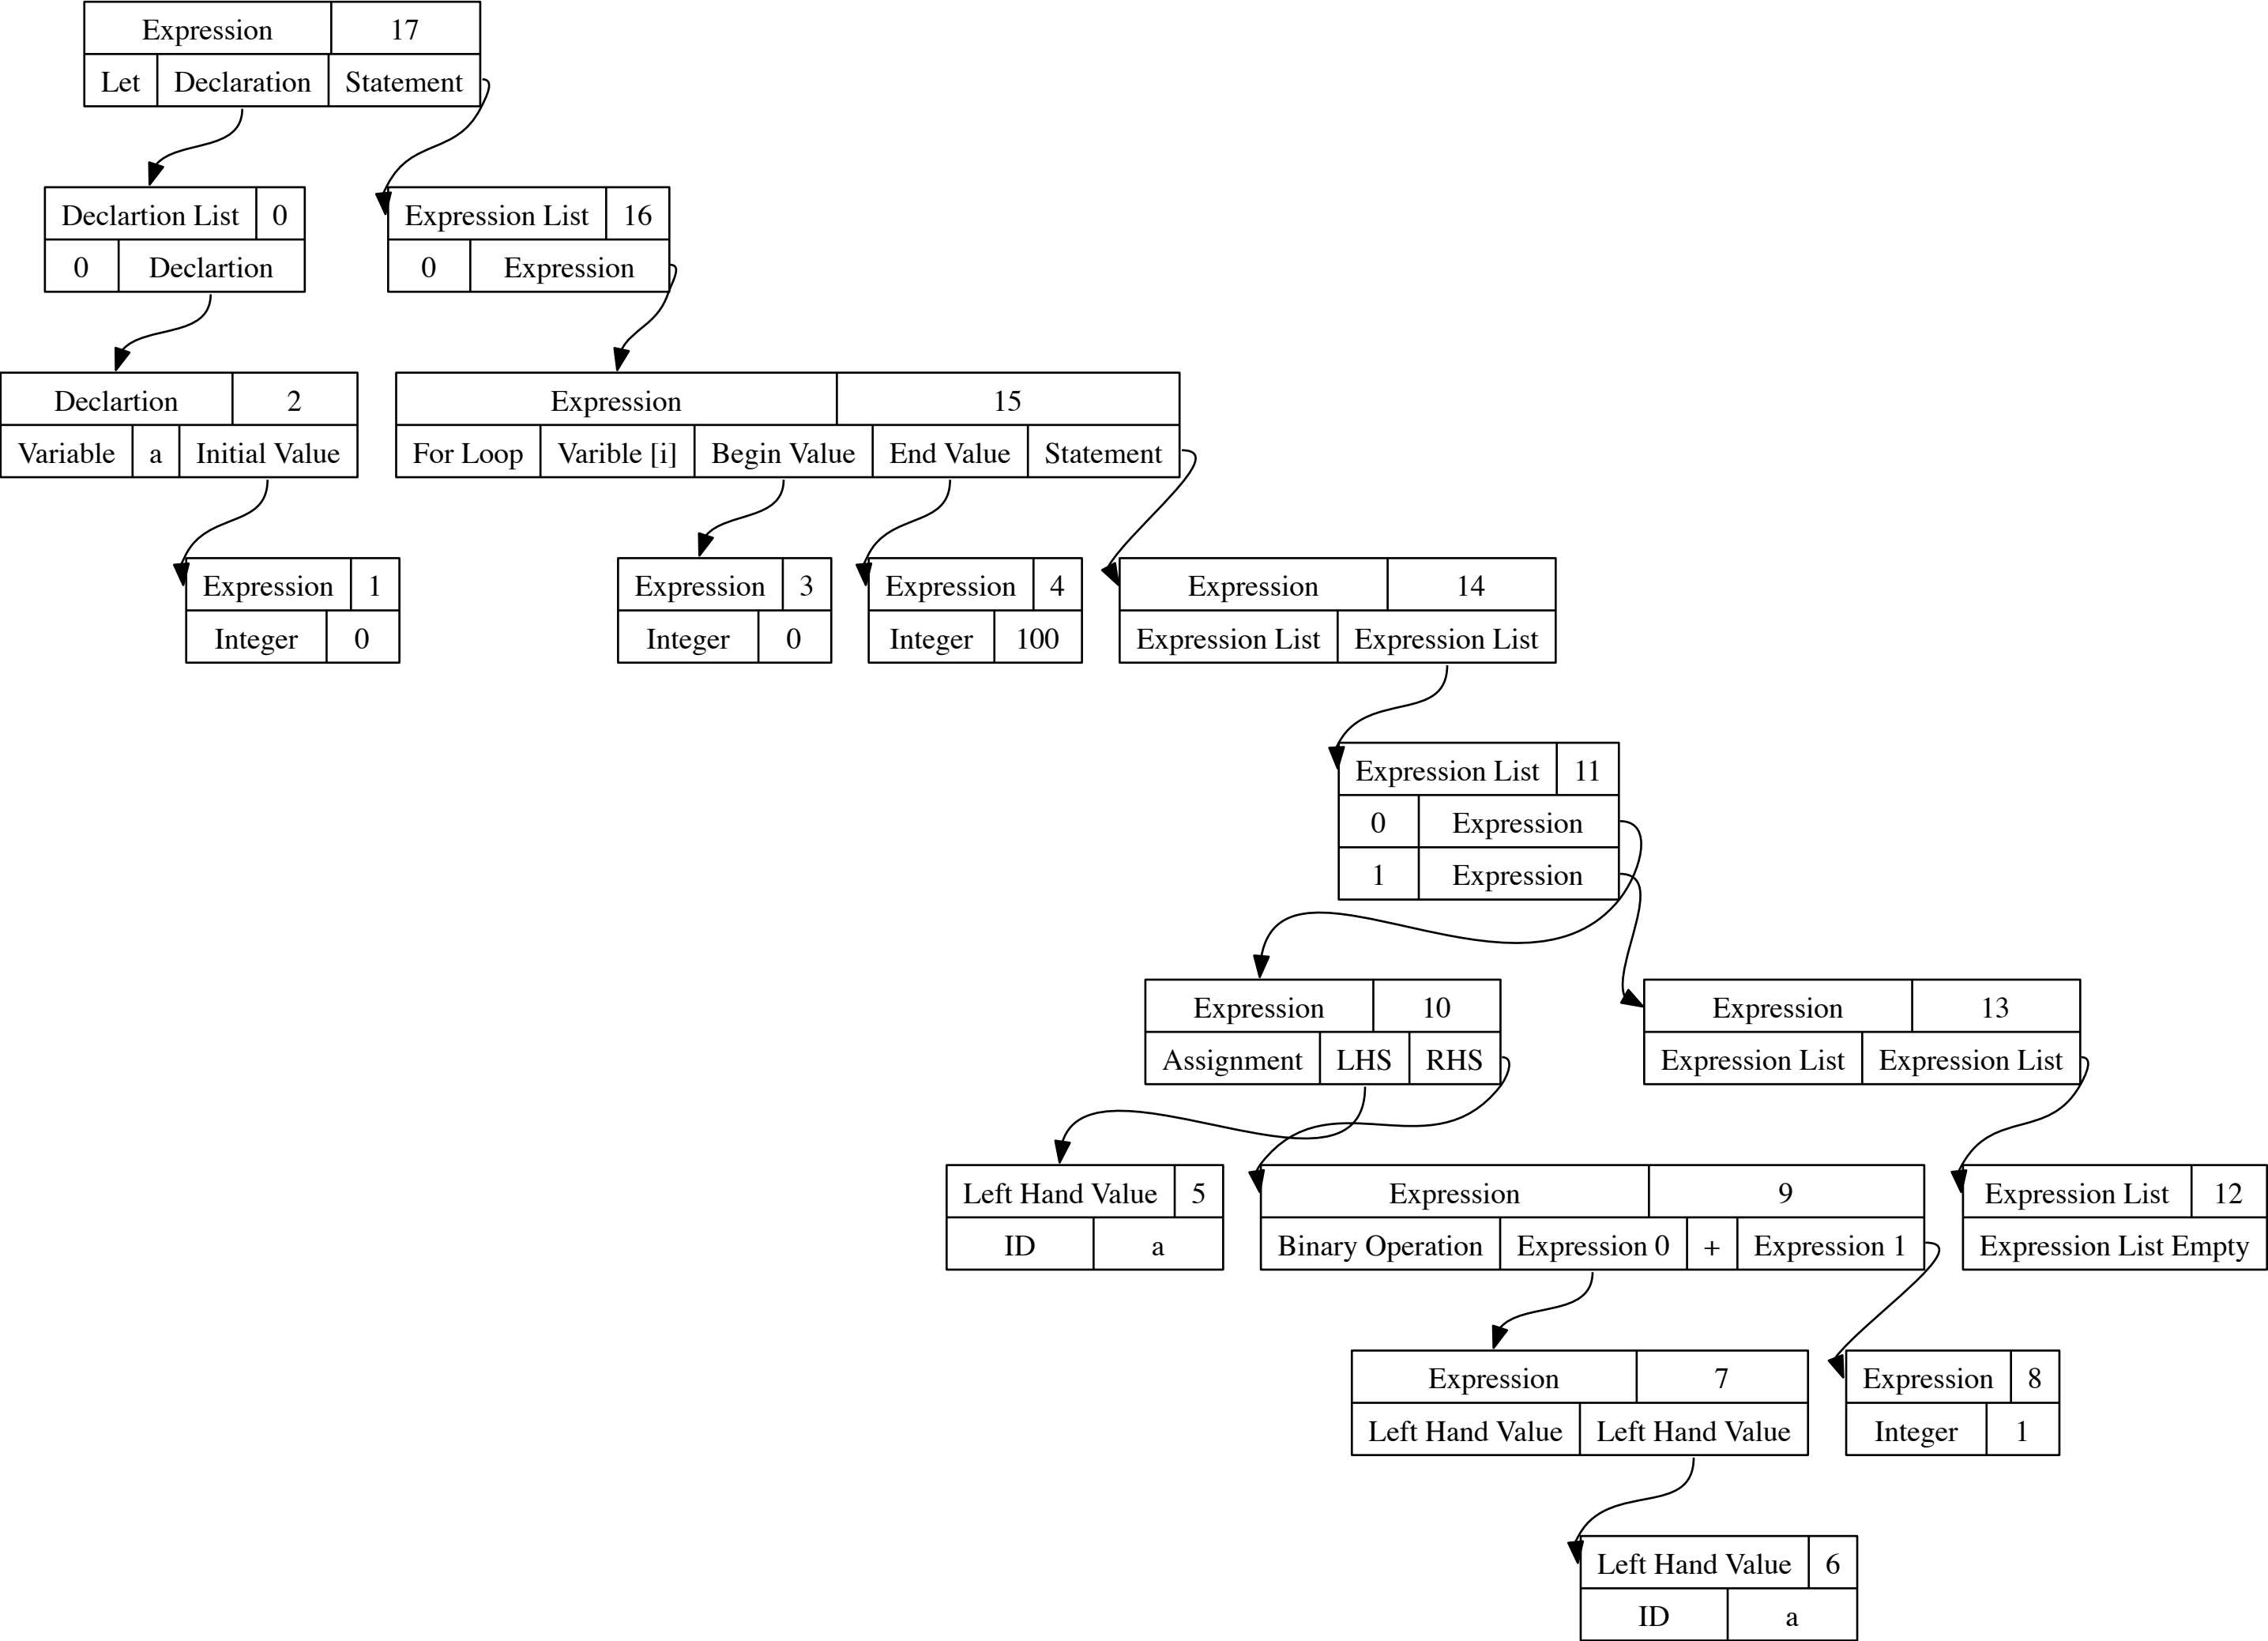 Expression 17
Let Declaration Statement
Declartion List 0
0 Declartion
Expression List 16
0 Expression
Declartion 2
Variable a Initial Value
Expression 15
For Loop Varible [i] Begin Value End Value Statement
Expression 1
Integer 0
Expression 3
Integer 0
Expression 4
Integer 100
Expression 14
Expression List Expression List
Expression List 11
0 Expression
1 Expression
Expression 10
Assignment LHS RHS
Expression 13
Expression List Expression List
Left Hand Value 5
ID a
Expression 9
Binary Operation Expression 0 + Expression 1
Expression List 12
Expression List Empty
Expression 7
Left Hand Value Left Hand Value
Expression 8
Integer 1
Left Hand Value 6
ID a